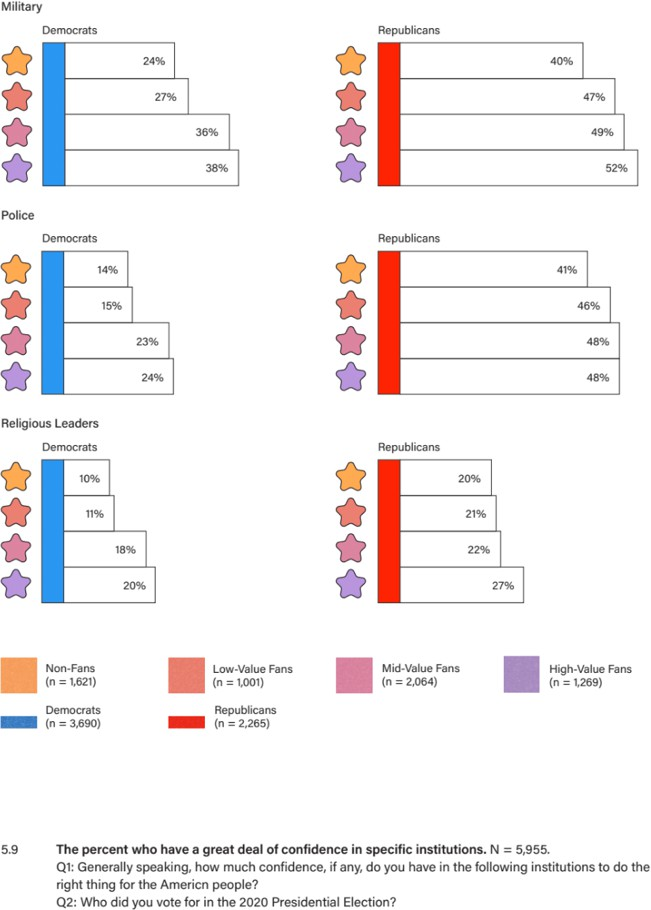 Military
Democrats
Republicans
24%
40%
27%
47%
36%
49%
38%
52%
Police
Democrats
Republicans
14%
41%
15%
46%
23%
48%
24%
48%
Religious Leaders
Democrats
Republicans
10%
20%
11%
21%
18%
22%
20%
27%
Non-Fans
(n = 1,621)
Low-Value Fans
(n = 1,001)
Mid-Value Fans
(n = 2,064)
High-Value Fans
(n = 1,269)
Democrats
(n = 3,690)
Republicans
(n = 2,265)
5.9 The percent who have a great deal of confidence in specific institutions. N = 5,955.
Q1: Generally speaking, how much confidence, if any, do you have in the following institutions to do the
right thing for the Americn people?
Q2: Who did you vote for in the 2020 Presidential Election?